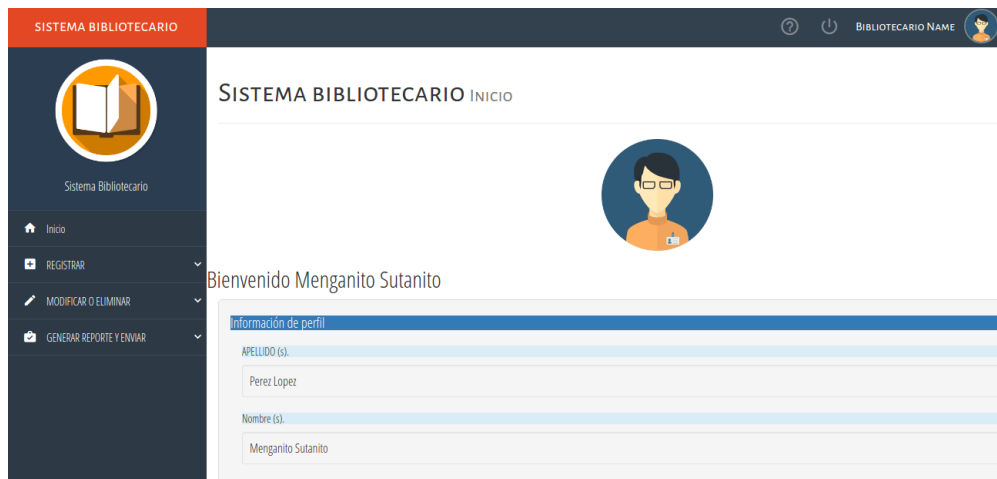 SISTEMA BIBLIOTECARIO
Bibliotecario Name
Sistema bibliotecario Inicio
Sistema Bibliotecario
Inicio
REGISTRAR
MODIFICAR O ELIMINAR
GENERAR REPORTE Y ENVIAR
Bienvenido Menganito Sutanito
Información de perfil
APELLIDO (s).
Perez Lopez
Nombre (s).
Menganito Sutanito